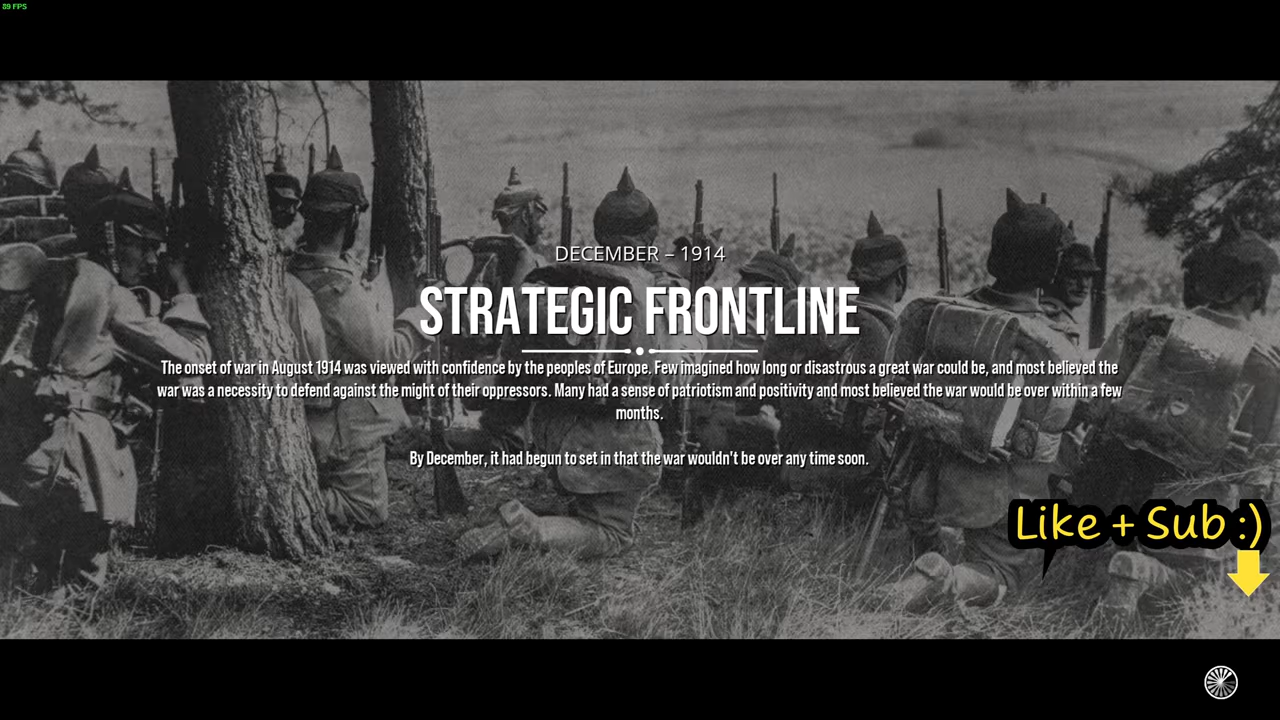 89 FPS
DECEMBER – 1914
STRATEGIC FRONTLINE
The onset of war in August 1914 was viewed with confidence by the peoples of Europe. Few imagined how long or disastrous a great war could be, and most believed the
war was a necessity to defend against the might of their oppressors. Many had a sense of patriotism and positivity and most believed the war would be over within a few
months.
By December, it had begun to set in that the war wouldn't be over any time soon.
Like + Sub :)